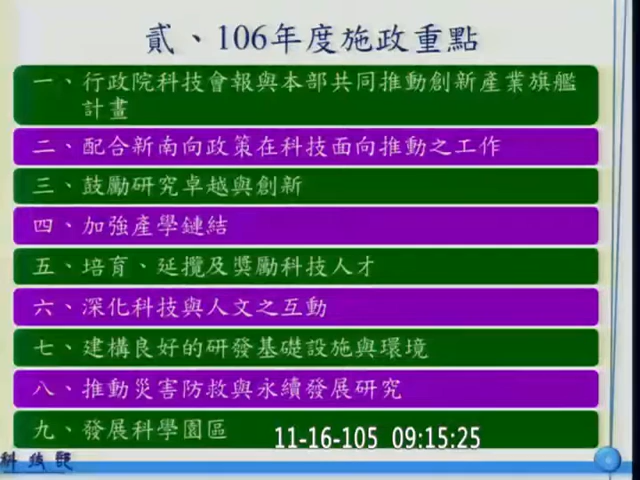 貳、106年度施政重點
一、行政院科技會報與本部共同推動創新產業旗艦
計畫
二、配合新南向政策在科技面向推動之工作
三、鼓勵研究卓越與創新
四、加強產學鏈結
五、培育、延攬及獎勵科技人才
六、深化科技與人文之互動
七、建構良好的研發基礎設施與環境
八、推動災害防救與永續發展研究
九、發展科學園區
11-16-105 09:15:25
科技部